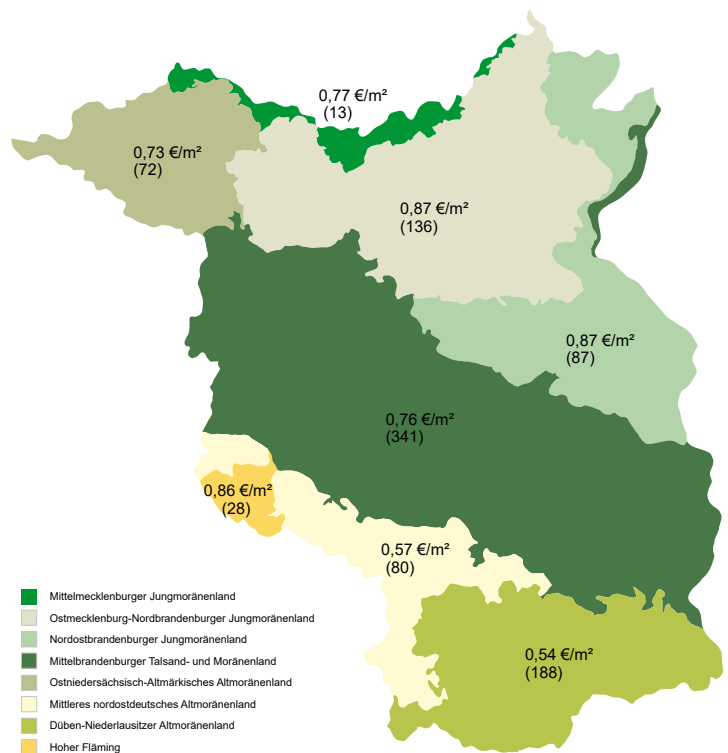 0,77 €/m²
(13)
0,73 €/m²
(72)
0,87 €/m²
(136)
0,87 €/m²
(87)
0,76 €/m²
(341)
0,86 €/m²
(28)
0,57 €/m²
(80)
0,54 €/m²
(188)
Mittelmecklenburger Jungmoränenland
Ostmecklenburg-Nordbrandenburger Jungmoränenland
Nordostbrandenburger Jungmoränenland
Mittelbrandenburger Talsand- und Moränenland
Ostniedersächsisch-Altmärkisches Altmoränenland
Mittleres nordostdeutsches Altmoränenland
Düben-Niederlausitzer Altmoränenland
Hoher Fläming